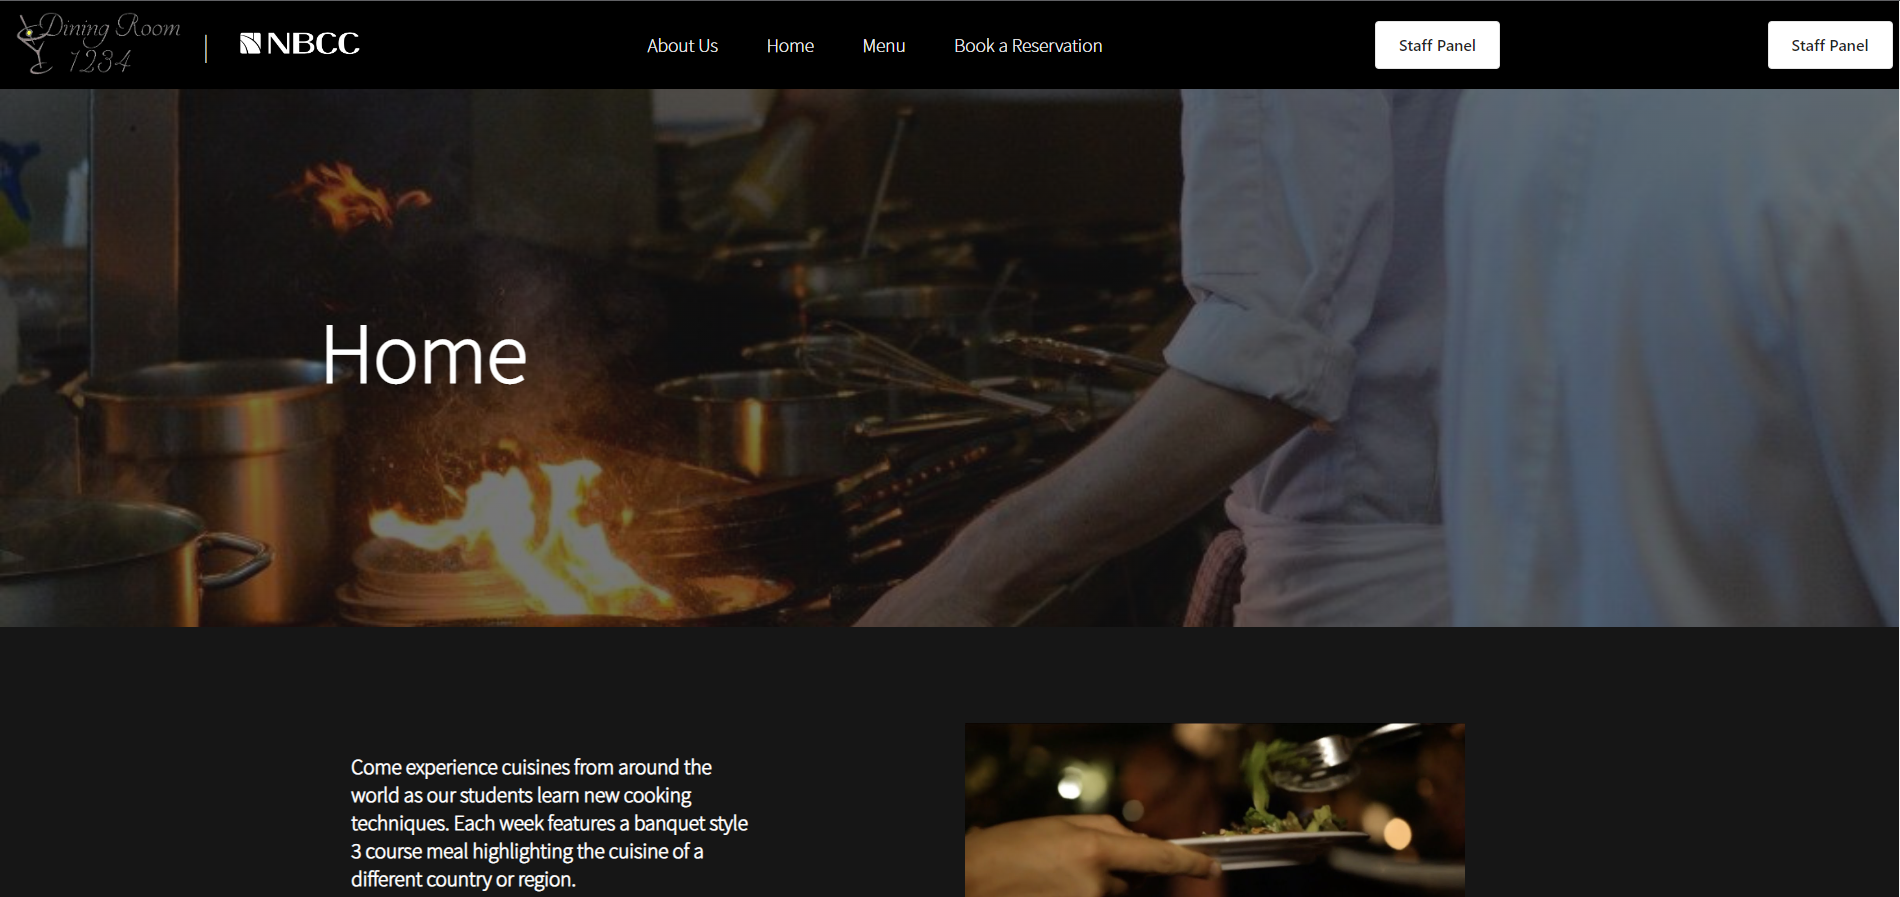 Dining Room
1234
NBCC
About Us
Home
Menu
Book a Reservation
Staff Panel
Staff Panel
Home
Come experience cuisines from around the
world as our students learn new cooking
techniques. Each week features a banquet style
3 course meal highlighting the cuisine of a
different country or region.